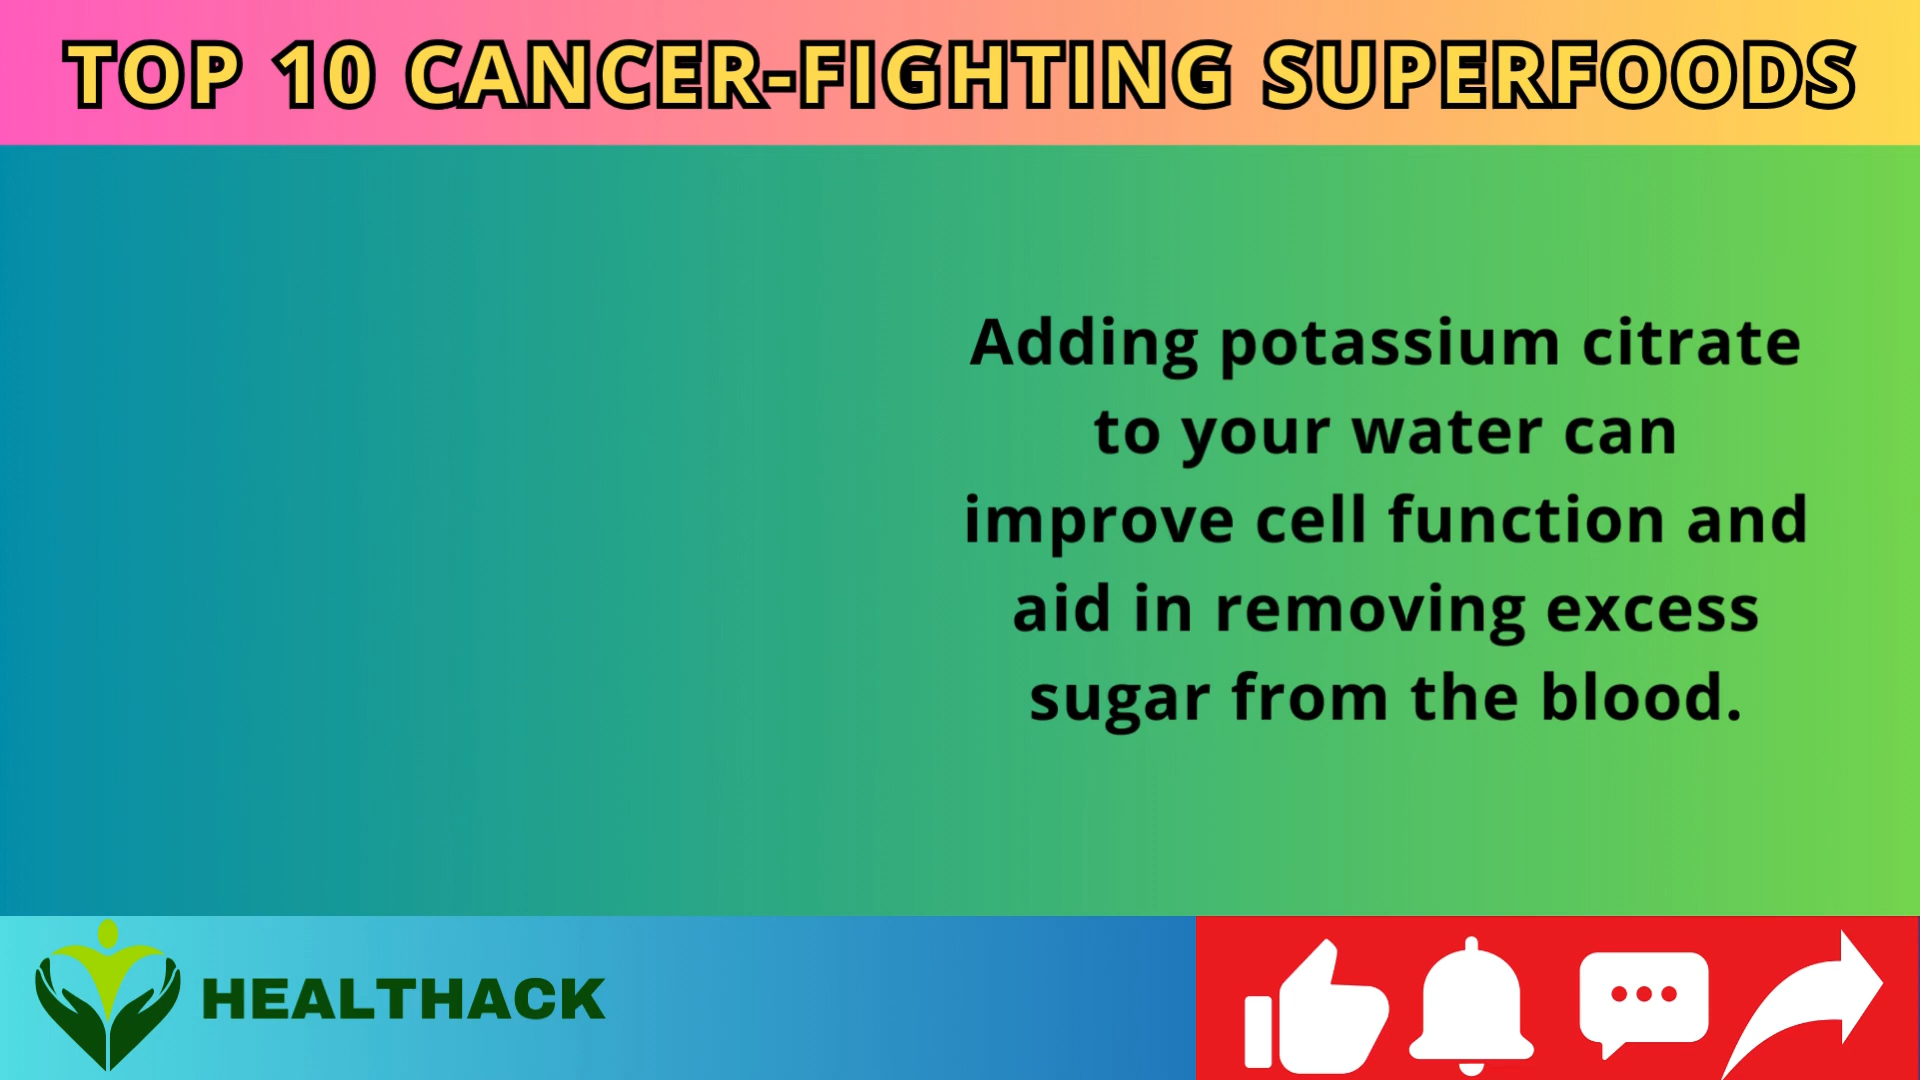 TOP 10 CANCER-FIGHTING SUPERFOODS
Adding potassium citrate
to your water can
improve cell function and
aid in removing excess
sugar from the blood.
HEALTHACK